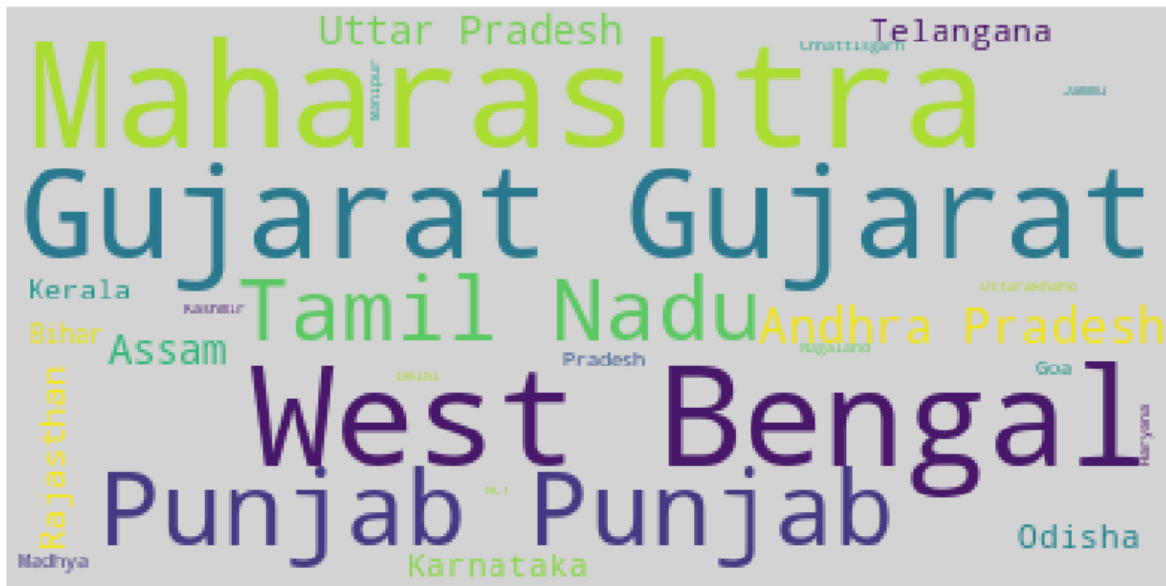 Uttar Pradesh
Telangana
Chhattisgarh
Maharashtra
Manipur
Jammu
Gujarat Gujarat
Kerala
Kashmir
Tamil Nadu
Uttarakhand
Bihar
Assam
Andhra Pradesh
Nagaland
Pradesh
Goa
Delhi
West Bengal
Haryana
Rajasthan
Punjab Punjab
Odisha
Madhya
Karnataka